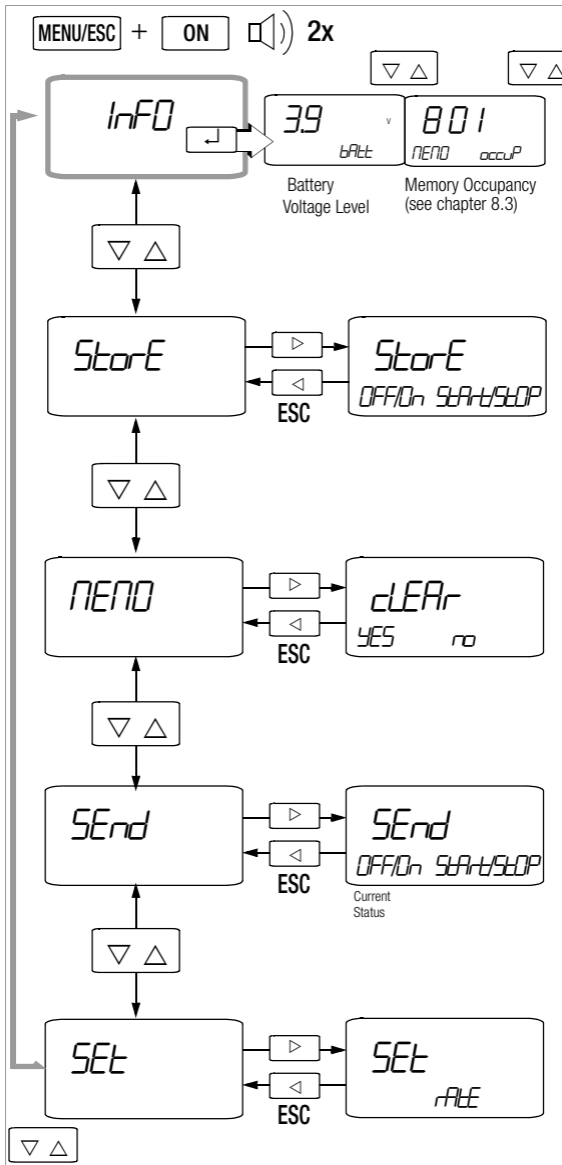 MENU/ESC + ON 2x
InFO
3.9 V
bAtt
801
MEMO occuP
Battery
Voltage Level
Memory Occupancy
(see chapter 8.3)
StorE
StorE
OFF/On StArt/StOP
ESC
MEMO
cLEAr
YES no
ESC
SEnd
SEnd
OFF/On StArt/StOP
ESC
Current
Status
SEt
SEt
rAtE
ESC